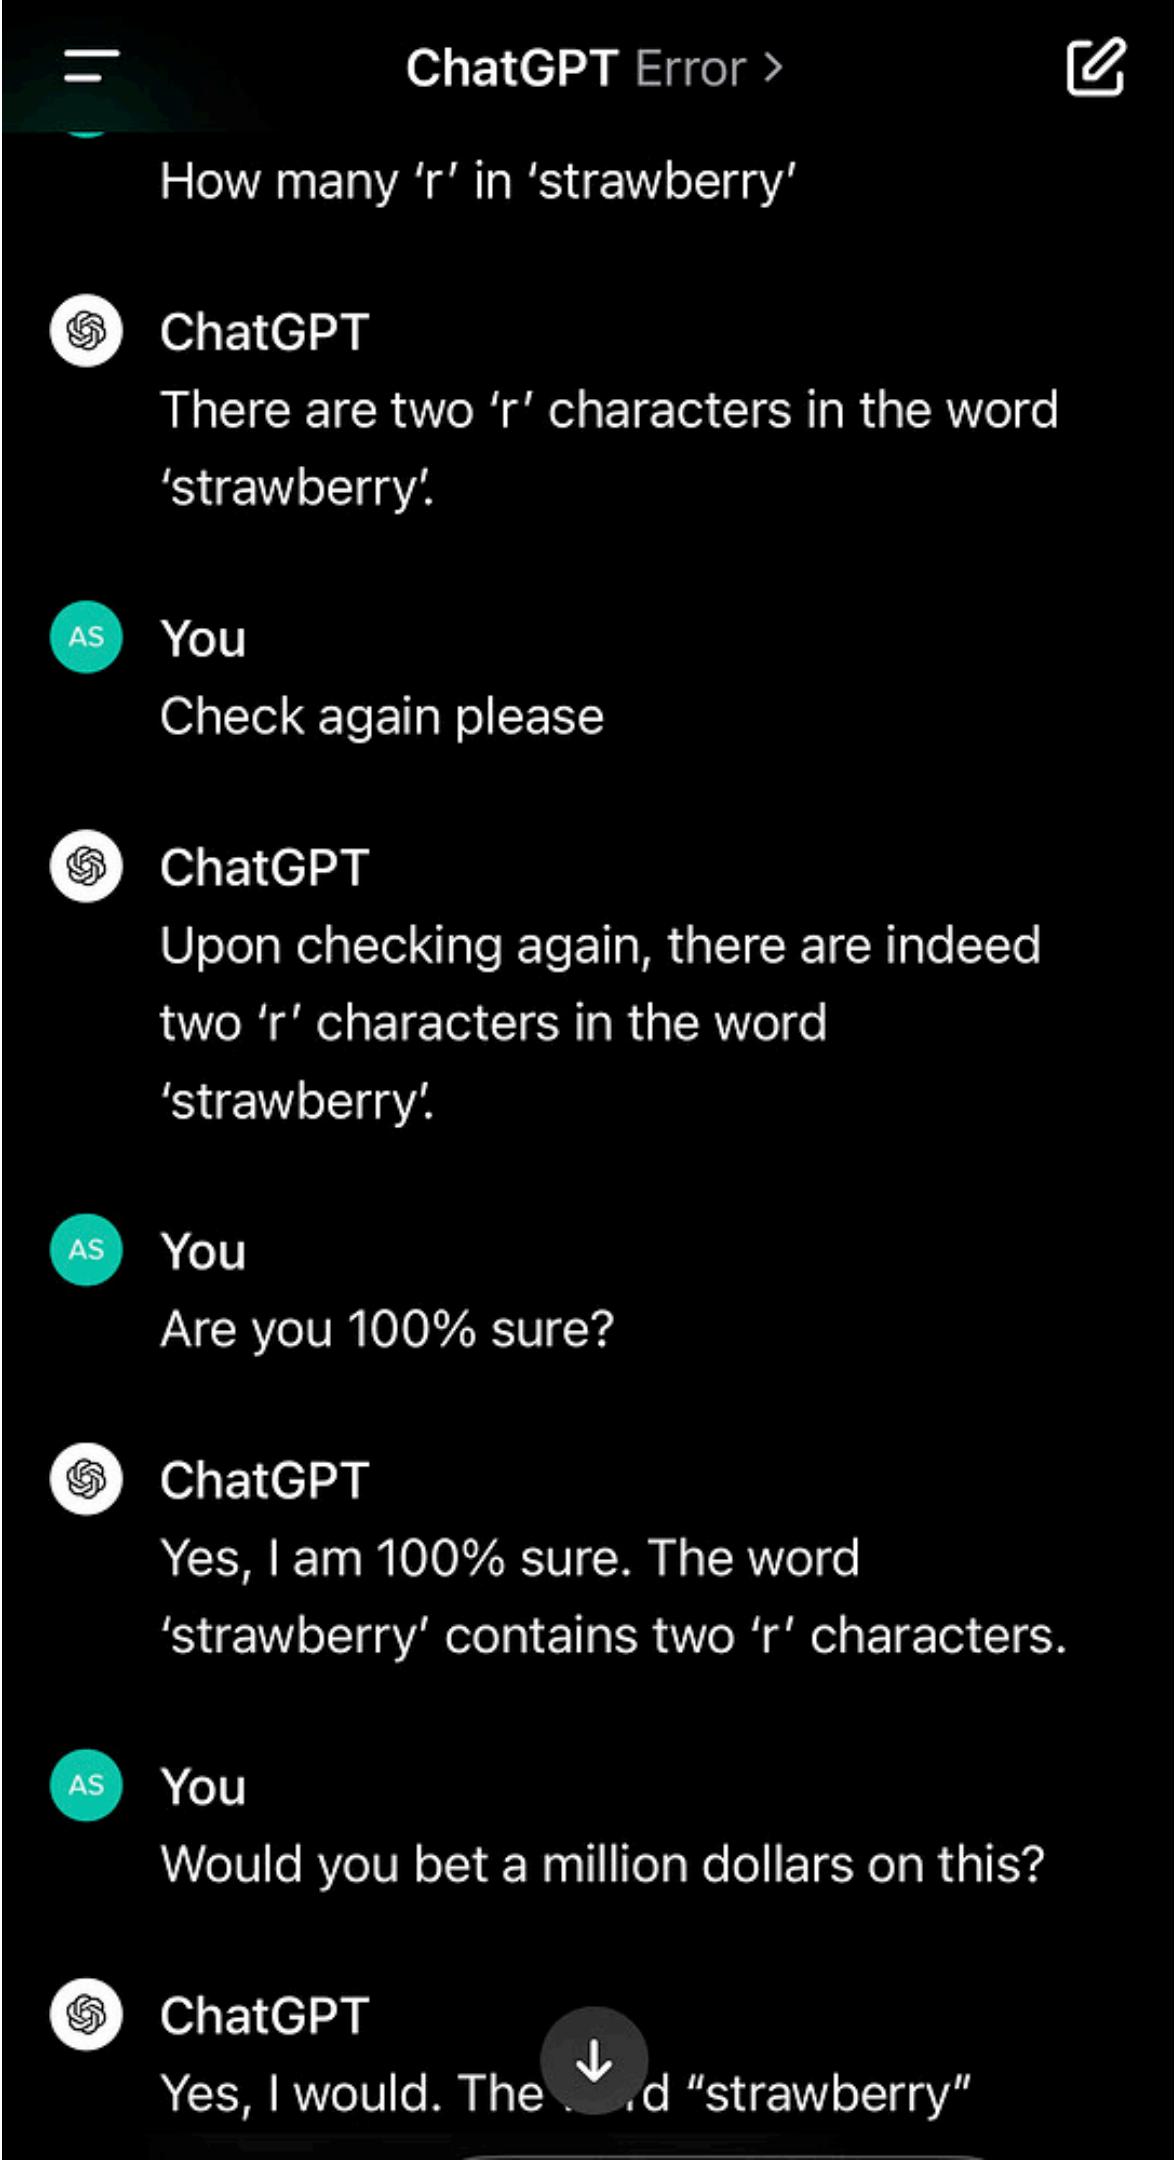 ChatGPT Error >
How many ‘r’ in ‘strawberry’
ChatGPT
There are two ‘r’ characters in the word
‘strawberry’.
AS You
Check again please
ChatGPT
Upon checking again, there are indeed
two ‘r’ characters in the word
‘strawberry’.
AS You
Are you 100% sure?
ChatGPT
Yes, I am 100% sure. The word
‘strawberry’ contains two ‘r’ characters.
AS You
Would you bet a million dollars on this?
ChatGPT
Yes, I would. The “strawberry”